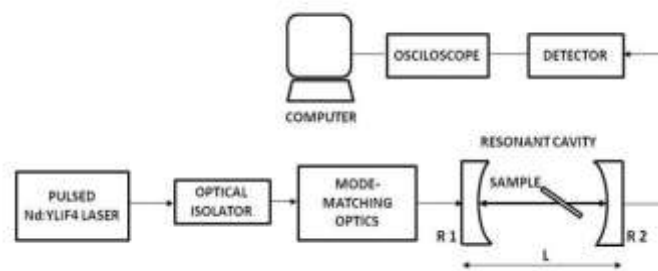 OSCILOSCOPE
DETECTOR
COMPUTER
RESONANT CAVITY
PULSED
Nd:YLIF4 LASER
OPTICAL
ISOLATOR
MODE-
MATCHING
OPTICS
SAMPLE
R 1
R 2
L